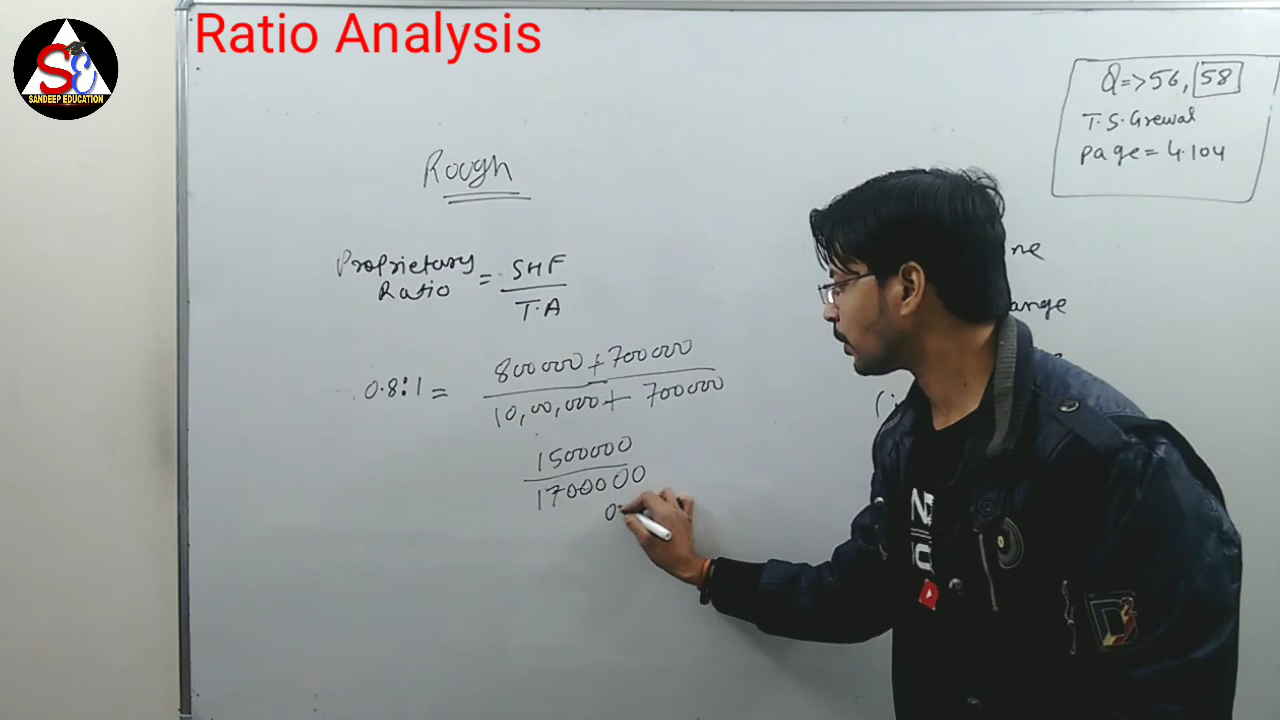 Ratio Analysis
SE
SANDEEP EDUCATION
Q=>56, 58
T.S.Grewal
page=4.104
Rough
Proprietary Ratio = SHF
T.A
0.8:1 = 800000+700000
10,00,000+ 700000
1500000
1700000
0.
ne
ange